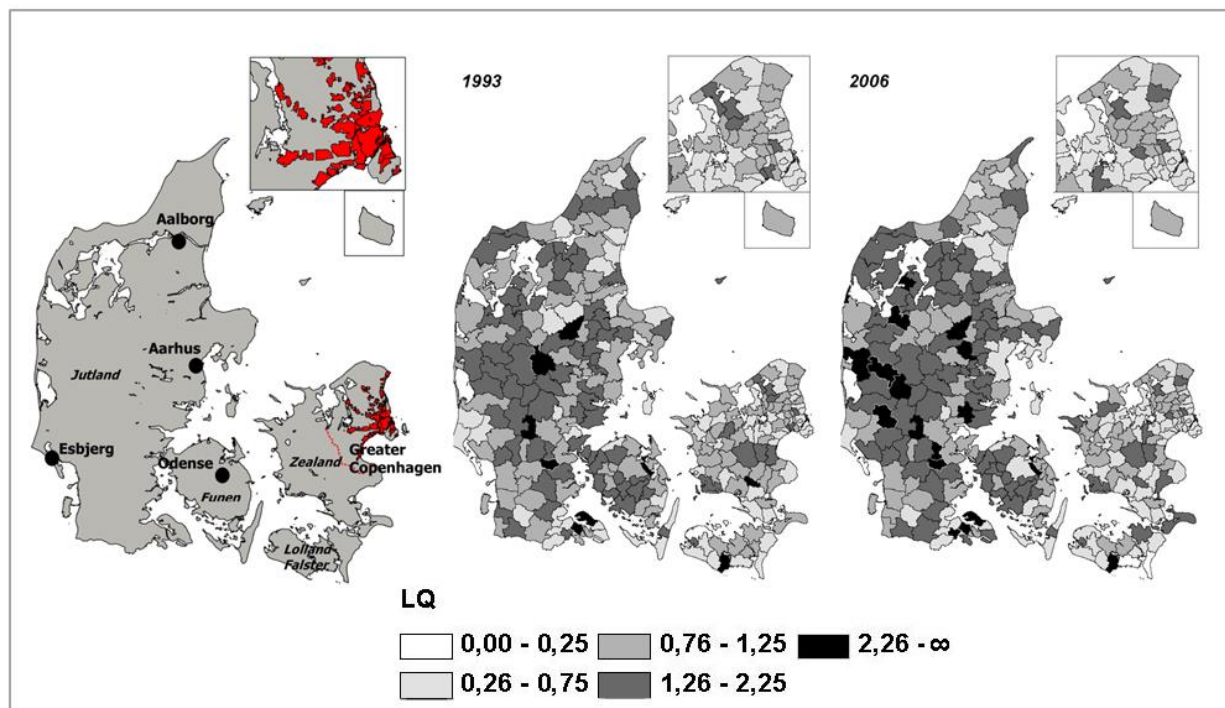 1993
2006
Aalborg
Aarhus
Jutland
Esbjerg
Odense
Funen
Zealand
Greater
Copenhagen
Lolland
Falster
LQ
0,00 - 0,25
0,76 - 1,25
2,26 - ∞
0,26 - 0,75
1,26 - 2,25